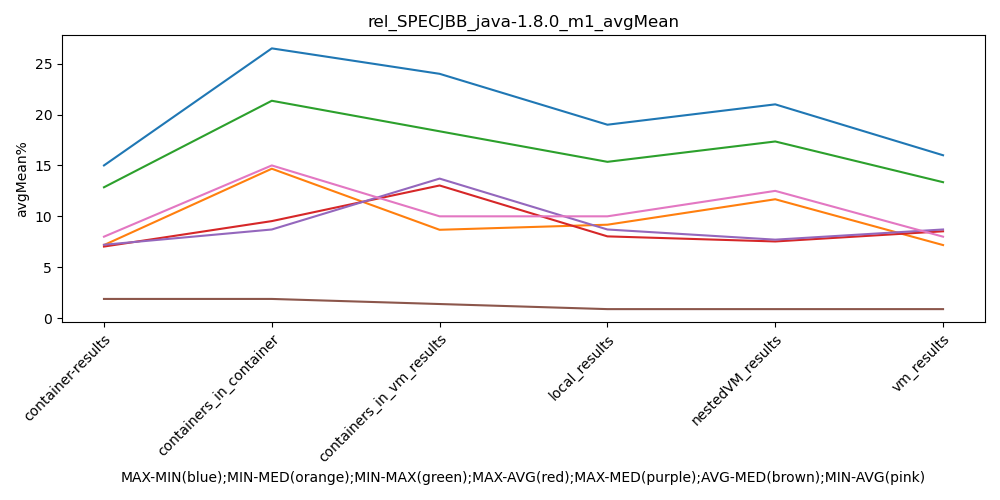 rel_SPECJBB_java-1.8.0_m1_avgMean
avgMean%
25
20
15
10
5
0
container-results
containers_in_container
containers_in_vm_results
local_results
nestedVM_results
vm_results
MAX-MIN(blue);MIN-MED(orange);MIN-MAX(green);MAX-AVG(red);MAX-MED(purple);AVG-MED(brown);MIN-AVG(pink)